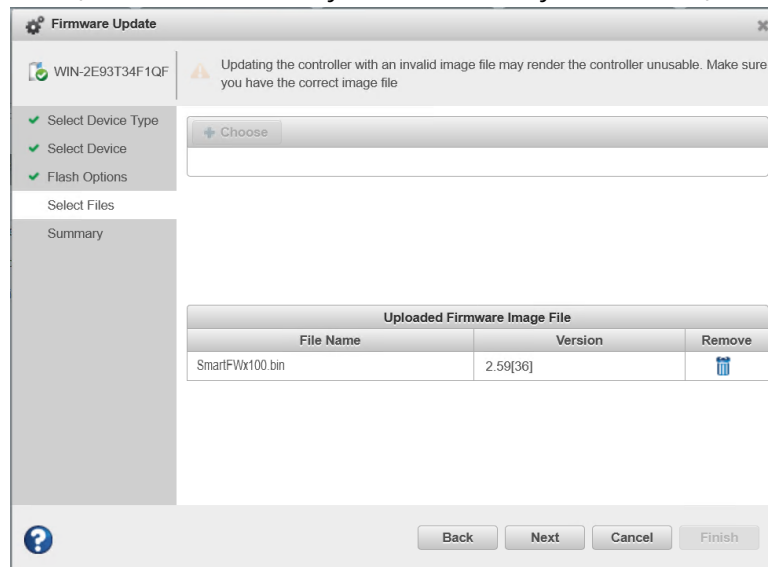 Firmware Update
WIN-2E93T34F1QF
Updating the controller with an invalid image file may render the controller unusable. Make sure
you have the correct image file
Select Device Type
Select Device
Flash Options
Select Files
Summary
Choose
Uploaded Firmware Image File
File Name Version Remove
SmartFWx100.bin 2.59[36]
Back Next Cancel Finish